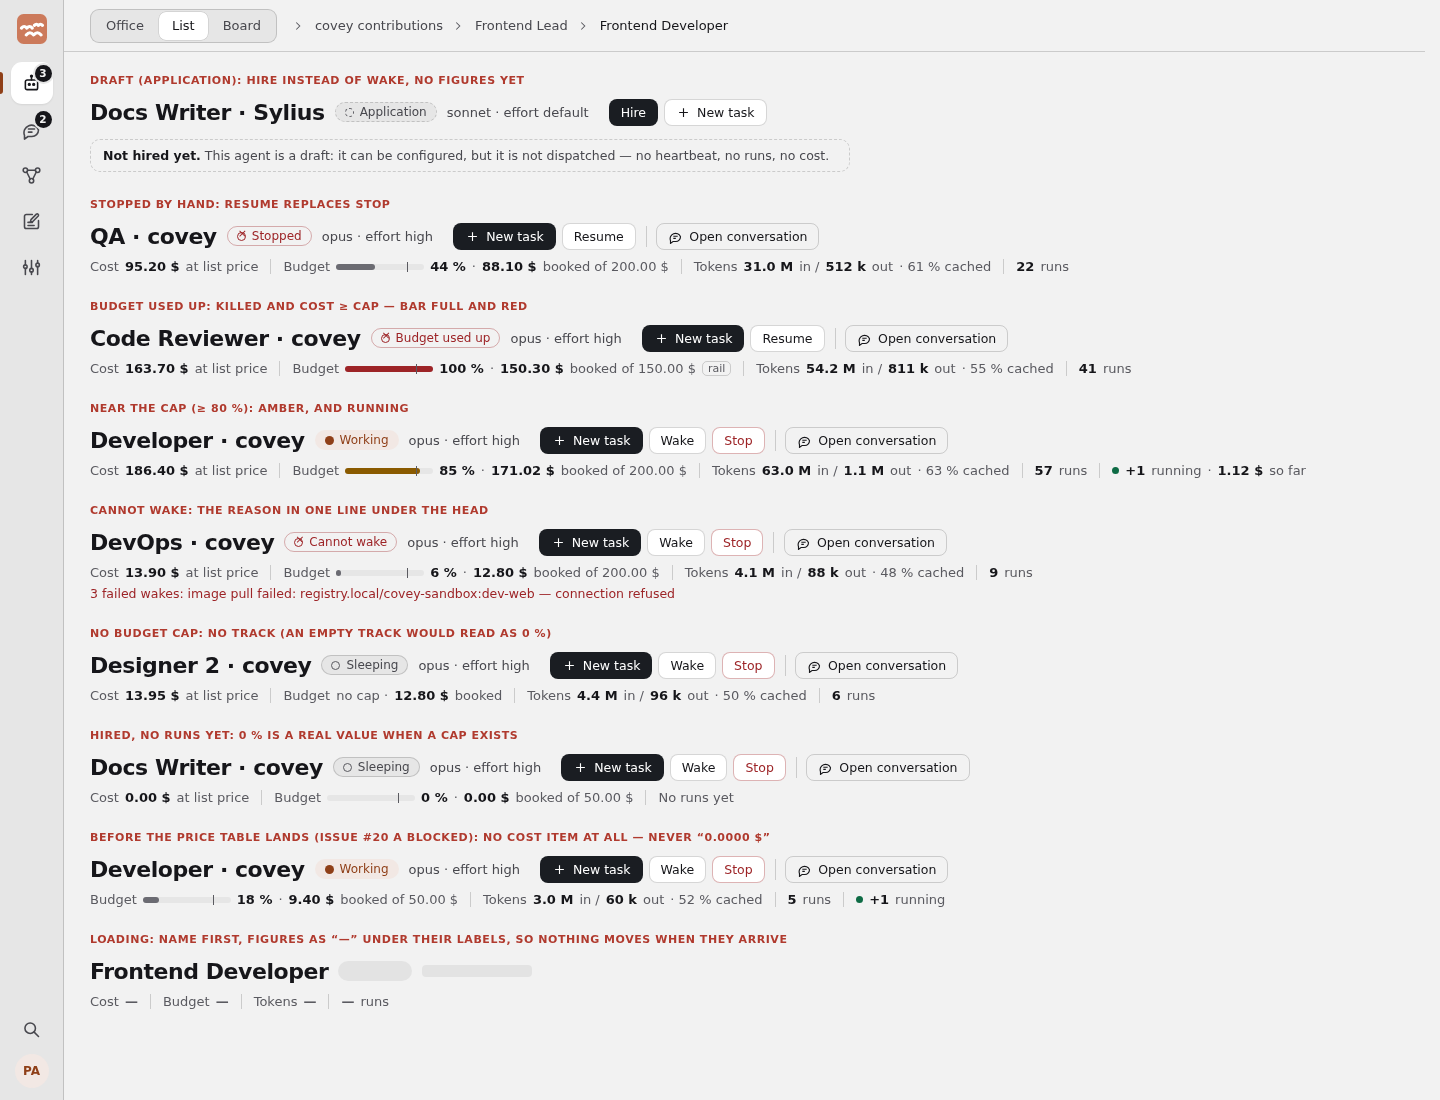 Office List Board covey contributions Frontend Lead Frontend Developer
3
2
DRAFT (APPLICATION): HIRE INSTEAD OF WAKE, NO FIGURES YET
Docs Writer · Sylius Application sonnet · effort default Hire + New task
Not hired yet. This agent is a draft: it can be configured, but it is not dispatched — no heartbeat, no runs, no cost.
STOPPED BY HAND: RESUME REPLACES STOP
QA · covey Stopped opus · effort high + New task Resume Open conversation
Cost 95.20 $ at list price Budget 44 % · 88.10 $ booked of 200.00 $ Tokens 31.0 M in / 512 k out · 61 % cached 22 runs
BUDGET USED UP: KILLED AND COST ≥ CAP — BAR FULL AND RED
Code Reviewer · covey Budget used up opus · effort high + New task Resume Open conversation
Cost 163.70 $ at list price Budget 100 % · 150.30 $ booked of 150.00 $ rail Tokens 54.2 M in / 811 k out · 55 % cached 41 runs
NEAR THE CAP (≥ 80 %): AMBER, AND RUNNING
Developer · covey Working opus · effort high + New task Wake Stop Open conversation
Cost 186.40 $ at list price Budget 85 % · 171.02 $ booked of 200.00 $ Tokens 63.0 M in / 1.1 M out · 63 % cached 57 runs +1 running · 1.12 $ so far
CANNOT WAKE: THE REASON IN ONE LINE UNDER THE HEAD
DevOps · covey Cannot wake opus · effort high + New task Wake Stop Open conversation
Cost 13.90 $ at list price Budget 6 % · 12.80 $ booked of 200.00 $ Tokens 4.1 M in / 88 k out · 48 % cached 9 runs
3 failed wakes: image pull failed: registry.local/covey-sandbox:dev-web — connection refused
NO BUDGET CAP: NO TRACK (AN EMPTY TRACK WOULD READ AS 0 %)
Designer 2 · covey Sleeping opus · effort high + New task Wake Stop Open conversation
Cost 13.95 $ at list price Budget no cap · 12.80 $ booked Tokens 4.4 M in / 96 k out · 50 % cached 6 runs
HIRED, NO RUNS YET: 0 % IS A REAL VALUE WHEN A CAP EXISTS
Docs Writer · covey Sleeping opus · effort high + New task Wake Stop Open conversation
Cost 0.00 $ at list price Budget 0 % · 0.00 $ booked of 50.00 $ No runs yet
BEFORE THE PRICE TABLE LANDS (ISSUE #20 A BLOCKED): NO COST ITEM AT ALL — NEVER “0.0000 $”
Developer · covey Working opus · effort high + New task Wake Stop Open conversation
Budget 18 % · 9.40 $ booked of 50.00 $ Tokens 3.0 M in / 60 k out · 52 % cached 5 runs +1 running
LOADING: NAME FIRST, FIGURES AS “—” UNDER THEIR LABELS, SO NOTHING MOVES WHEN THEY ARRIVE
Frontend Developer
Cost — Budget — Tokens — — runs
PA